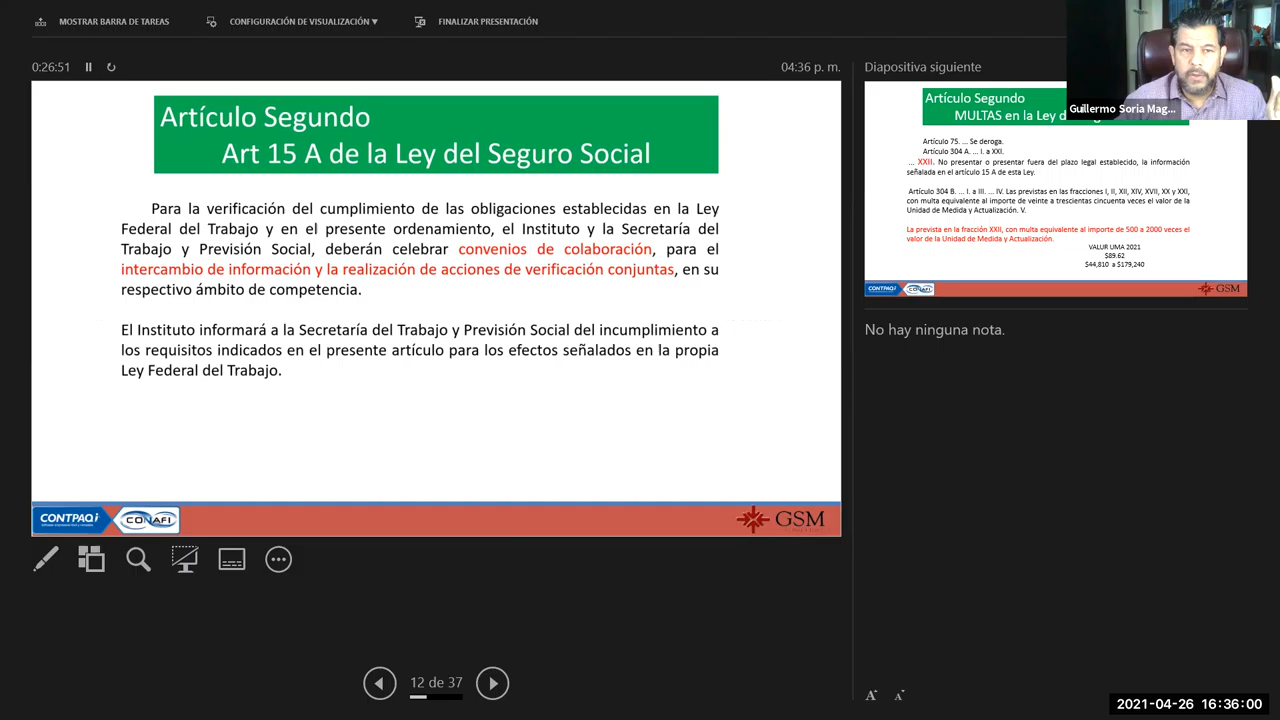 MOSTRAR BARRA DE TAREAS
CONFIGURACIÓN DE VISUALIZACIÓN ▼
FINALIZAR PRESENTACIÓN
0:26:51
04:36 p. m.
Artículo Segundo
Art 15 A de la Ley del Seguro Social
Para la verificación del cumplimiento de las obligaciones establecidas en la Ley
Federal del Trabajo y en el presente ordenamiento, el Instituto y la Secretaría del
Trabajo y Previsión Social, deberán celebrar convenios de colaboración, para el
intercambio de información y la realización de acciones de verificación conjuntas, en su
respectivo ámbito de competencia.
El Instituto informará a la Secretaría del Trabajo y Previsión Social del incumplimiento a
los requisitos indicados en el presente artículo para los efectos señalados en la propia
Ley Federal del Trabajo.
CONTPAQi
CONAFI
GSM
12 de 37
Diapositiva siguiente
Guillermo Soria Mag...
Artículo Segundo
MULTAS en la Ley d
Artículo 75. ... Se deroga.
Artículo 304 A. ... I. a XXI.
... XXII. No presentar o presentar fuera del plazo legal establecido, la información
señalada en el artículo 15 A de esta Ley.
Artículo 304 B. ... I. a III. ... IV. Las previstas en las fracciones I, II, XII, XIV, XVII, XX y XXI,
con multa equivalente al importe de veinte a trescientas cincuenta veces el valor de la
Unidad de Medida y Actualización. V.
La prevista en la fracción XXII, con multa equivalente al importe de 500 a 2000 veces el
valor de la Unidad de Medida y Actualización.
VALUR UMA 2021
$89.62
$44,810 a $179,240
CONTPAQi
CONAFI
GSM
No hay ninguna nota.
A A
2021-04-26 16:36:00